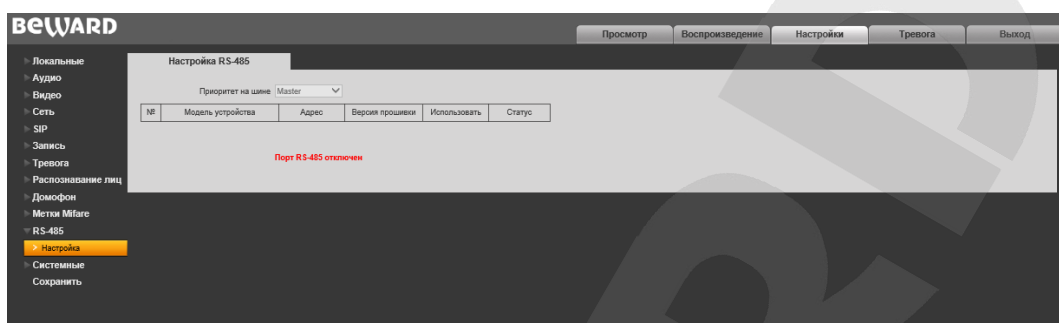 BEWARD
Просмотр Воспроизведение Настройки Тревога Выход
Локальные
Аудио
Видео
Сеть
SIP
Запись
Тревога
Распознавание лиц
Домофон
Метки Mifare
RS-485
Настройка
Системные
Сохранить
Настройка RS-485
Приоритет на шине Master
№ Модель устройства Адрес Версия прошивки Использовать Статус
Порт RS-485 отключен